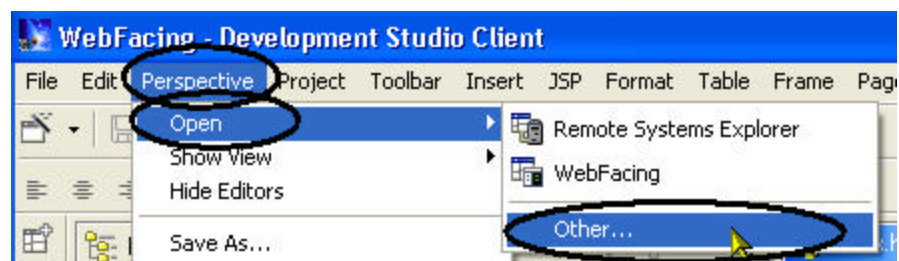 WebFacing - Development Studio Client
File Edit Perspective Project Toolbar Insert JSP Format Table Frame
Open
Remote Systems Explorer
Show View
WebFacing
Hide Editors
Other...
Save As...